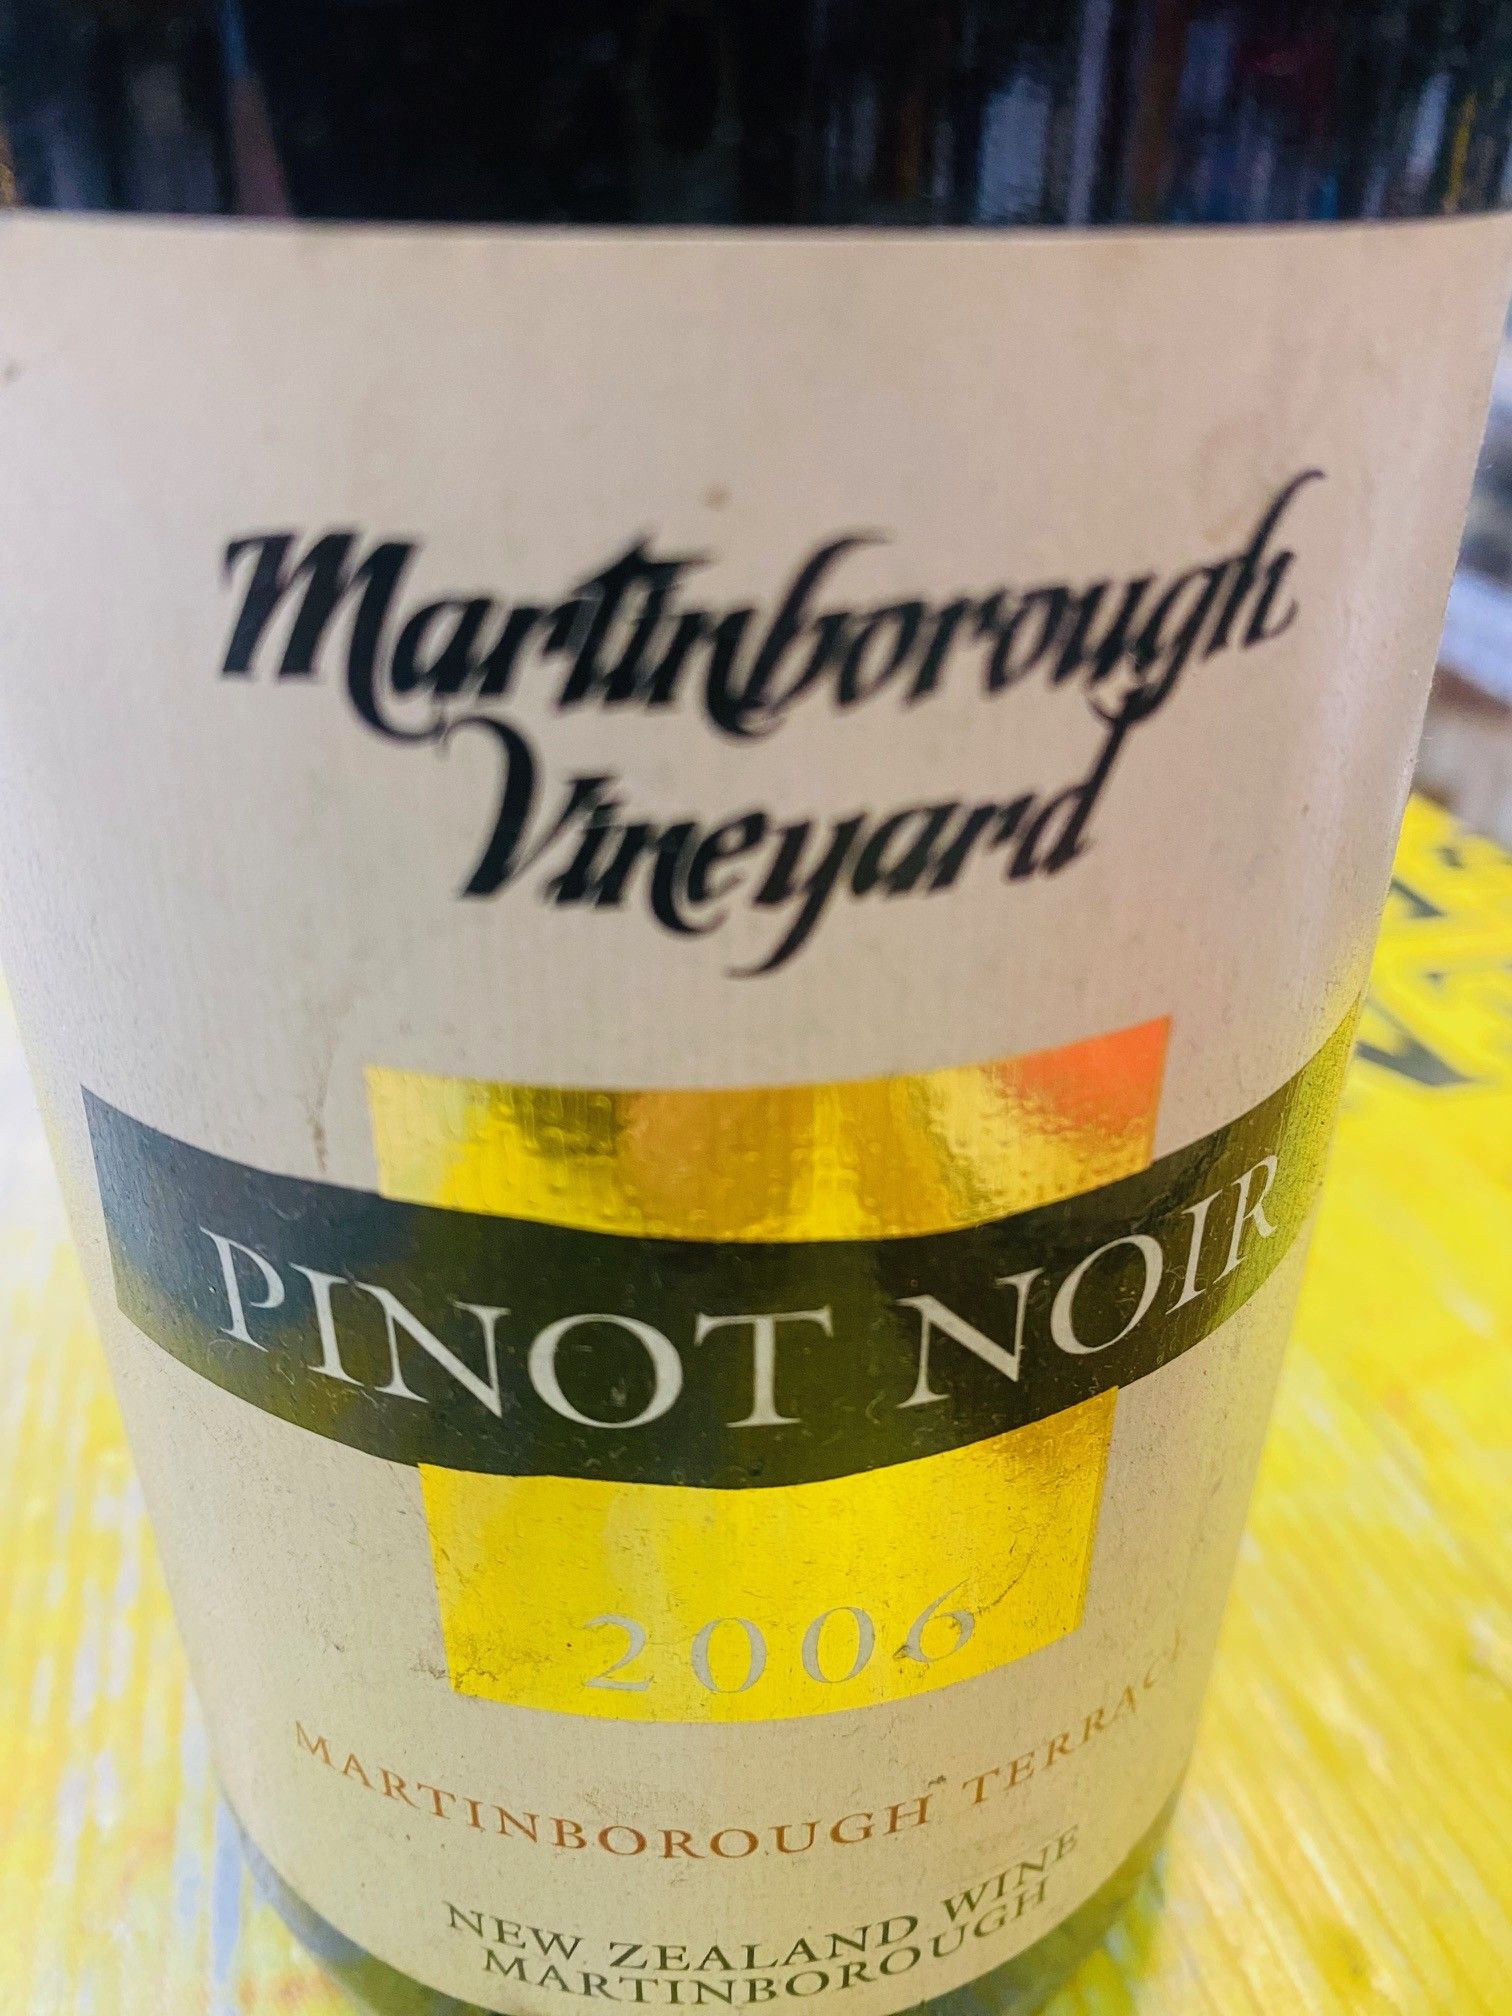 Martinborough
Vineyard
PINOT NOIR
2006
MARTINBOROUGH TERRACE
NEW ZEALAND WINE
MARTINBOROUGH